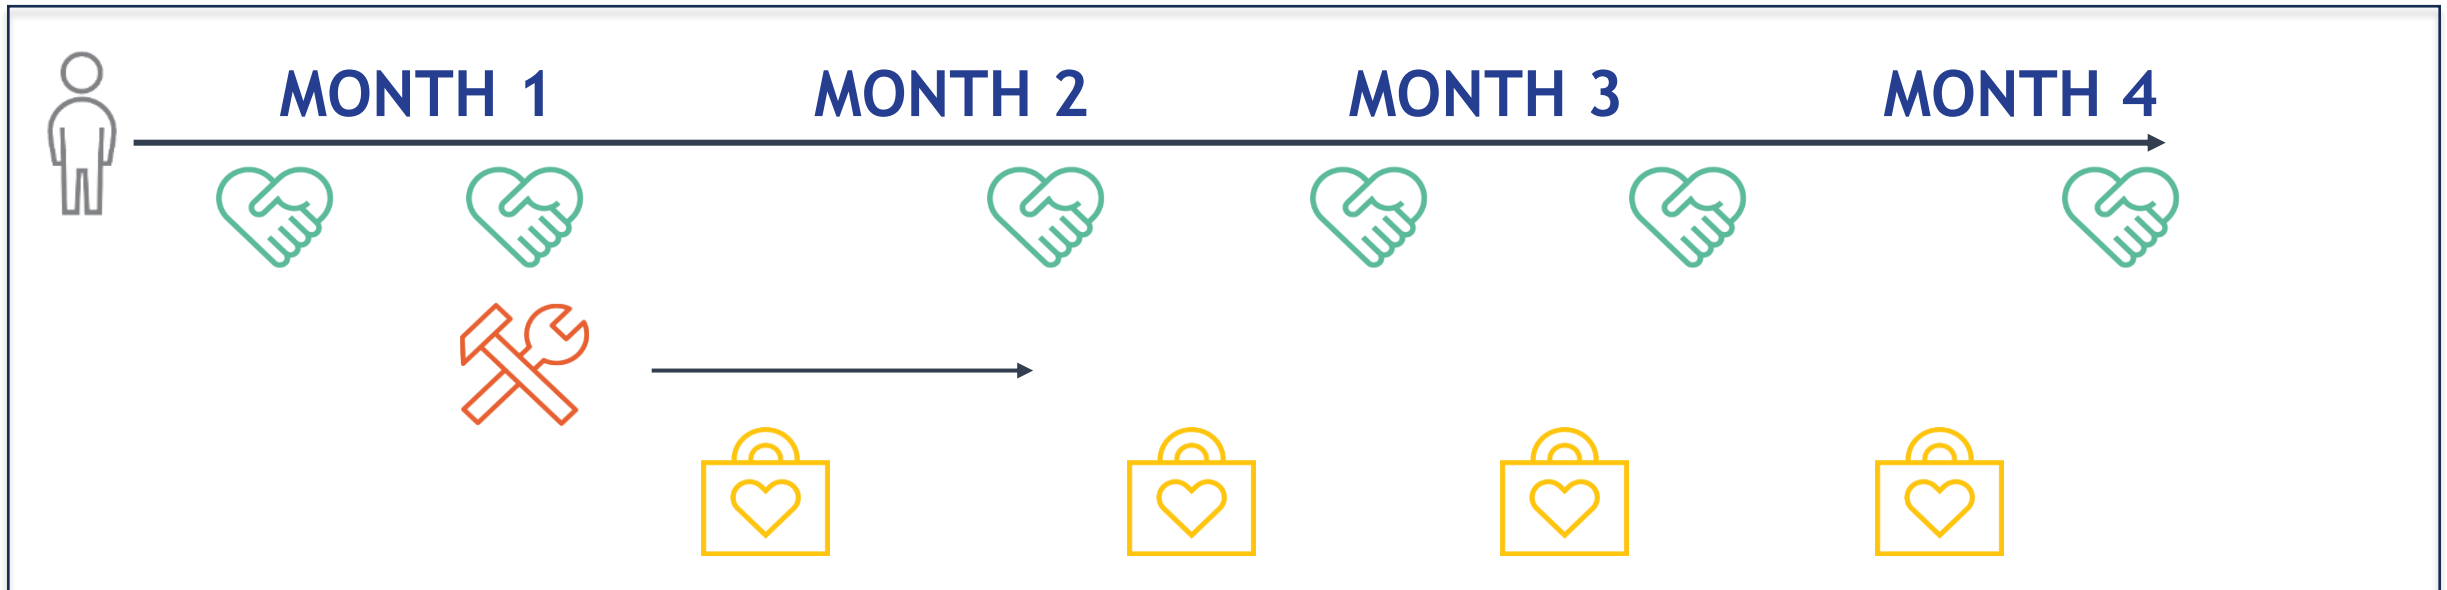 MONTH 1 MONTH 2 MONTH 3 MONTH 4